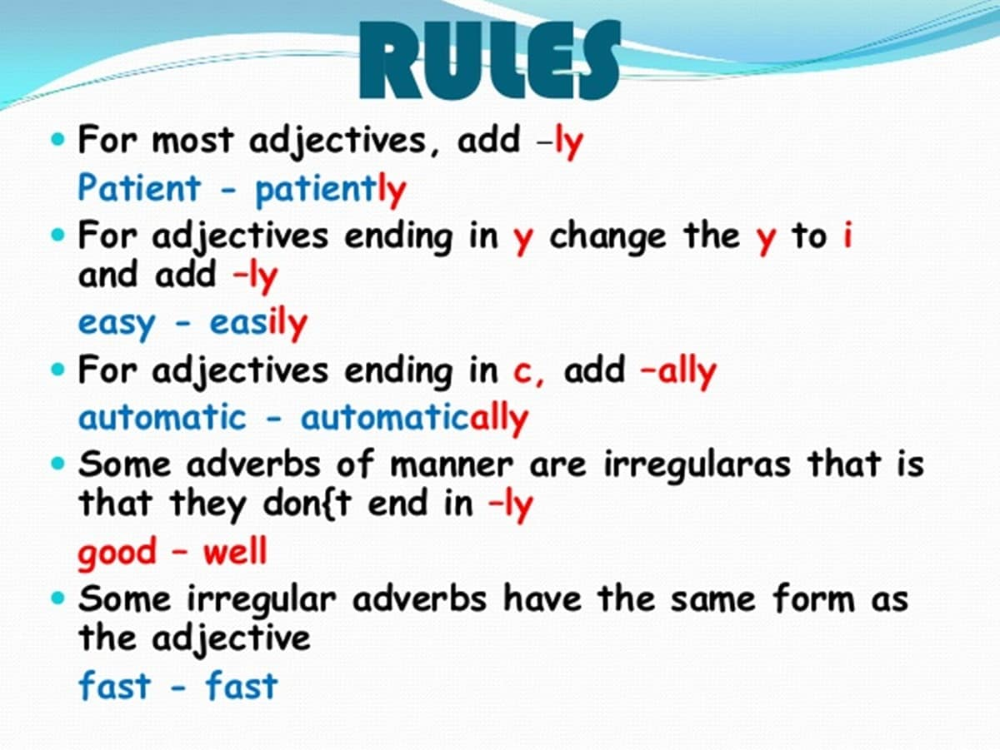 RULES
• For most adjectives, add –ly
Patient - patiently
• For adjectives ending in y change the y to i
and add -ly
easy - easily
• For adjectives ending in c, add -ally
automatic - automatically
• Some adverbs of manner are irregularas that is
that they don{t end in -ly
good - well
• Some irregular adverbs have the same form as
the adjective
fast - fast